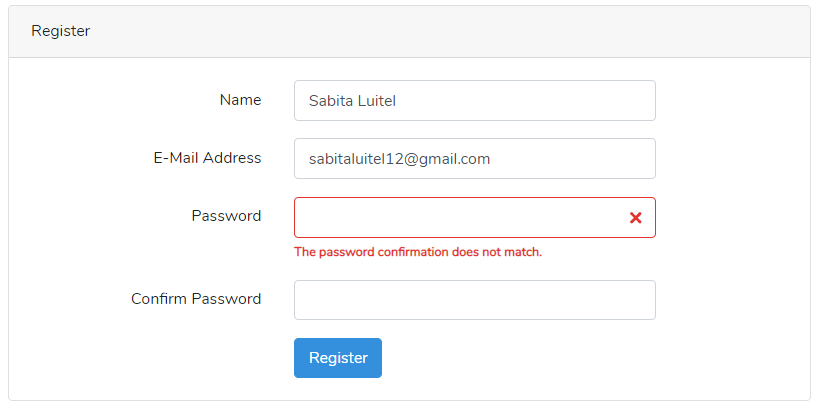 Register
Name
Sabita Luitel
E-Mail Address
sabitaluitel12@gmail.com
Password
The password confirmation does not match.
Confirm Password
Register